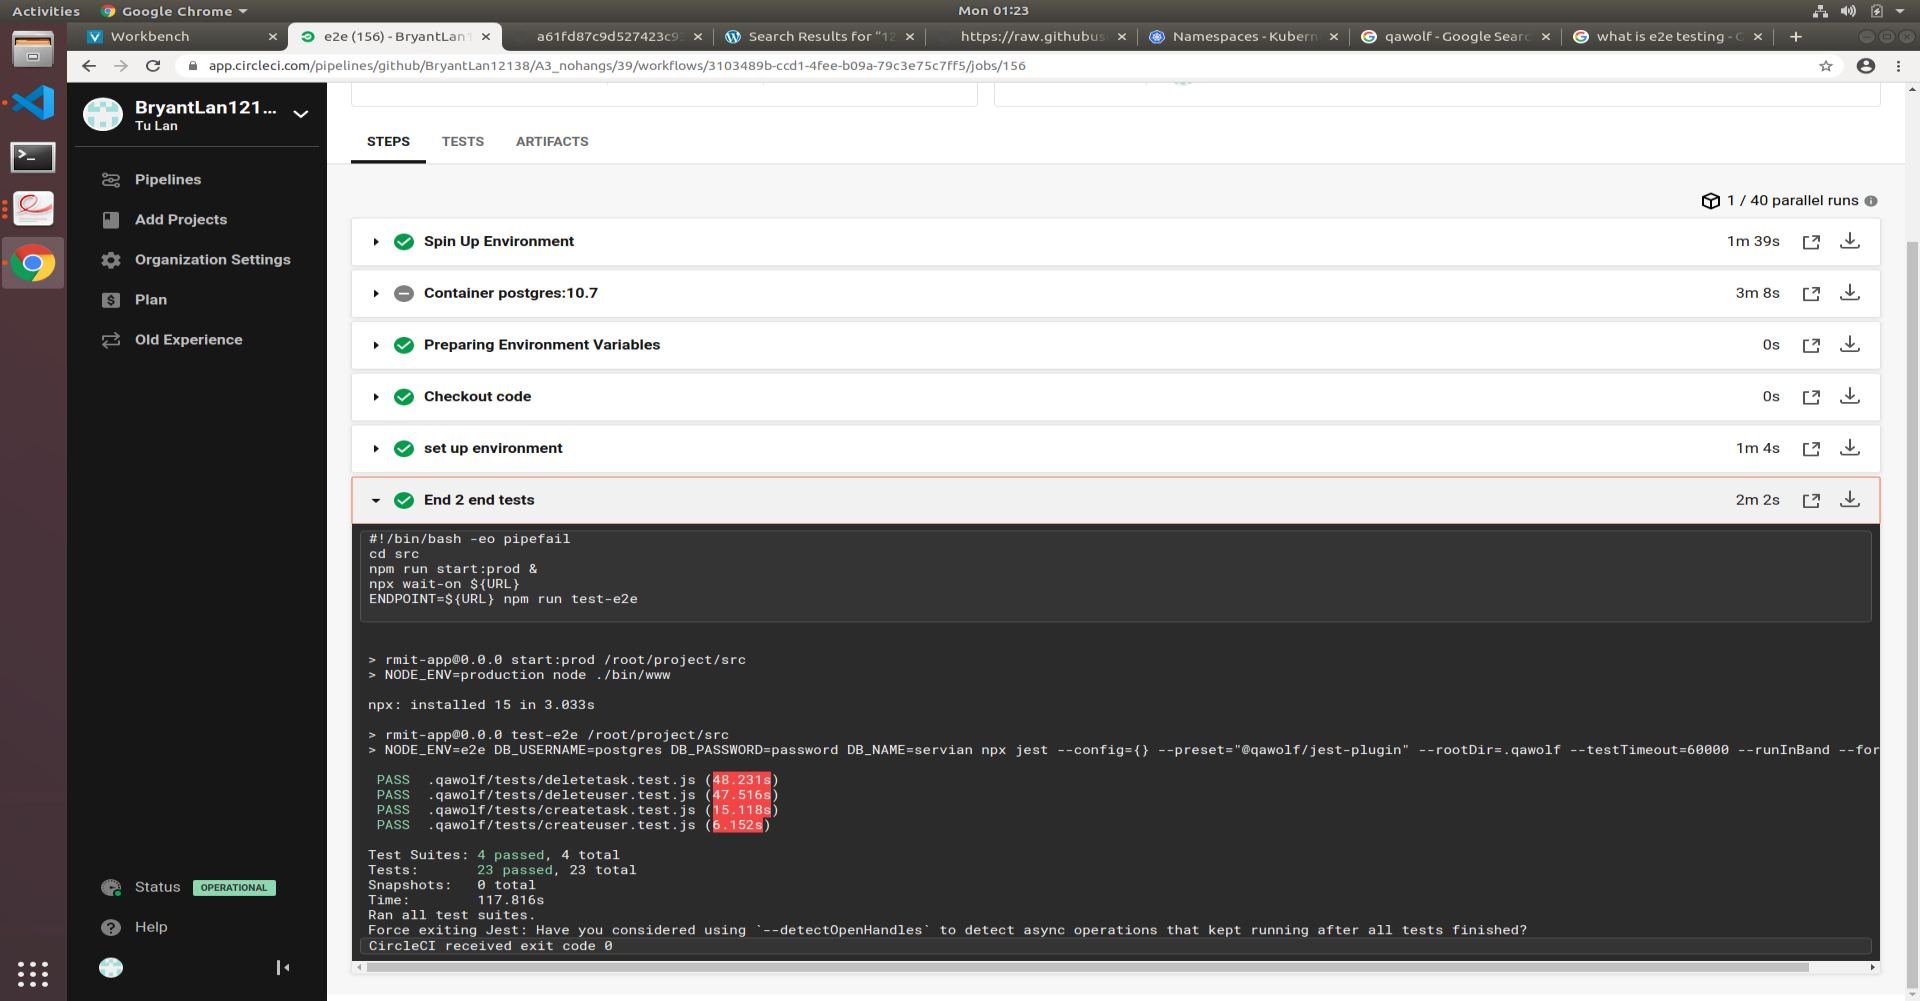 Activities
Google Chrome
Mon 01:23
Workbench
e2e (156) - BryantLan1
a61fd87c9d527423c9
Search Results for “12
https://raw.githubus
Namespaces - Kubern
qawolf - Google Sear
what is e2e testing -
app.circleci.com/pipelines/github/BryantLan12138/A3_nohangs/39/workflows/3103489b-ccd1-4fee-b09a-79c3e75c7ff5/jobs/156
BryantLan121...
Tu Lan
Pipelines
Add Projects
Organization Settings
Plan
Old Experience
Status OPERATIONAL
Help
STEPS TESTS ARTIFACTS
1 / 40 parallel runs
Spin Up Environment 1m 39s
Container postgres:10.7 3m 8s
Preparing Environment Variables 0s
Checkout code 0s
set up environment 1m 4s
End 2 end tests 2m 2s
#!/bin/bash -eo pipefail
cd src
npm run start:prod &
npx wait-on ${URL}
ENDPOINT=${URL} npm run test-e2e
> rmit-app@0.0.0 start:prod /root/project/src
> NODE_ENV=production node ./bin/www
npx: installed 15 in 3.033s
> rmit-app@0.0.0 test-e2e /root/project/src
> NODE_ENV=e2e DB_USERNAME=postgres DB_PASSWORD=password DB_NAME=servian npx jest --config={} --preset="@qawolf/jest-plugin" --rootDir=.qawolf --testTimeout=60000 --runInBand --for
PASS .qawolf/tests/deletetask.test.js (48.231s)
PASS .qawolf/tests/deleteuser.test.js (47.516s)
PASS .qawolf/tests/createtask.test.js (15.118s)
PASS .qawolf/tests/createuser.test.js (6.152s)
Test Suites: 4 passed, 4 total
Tests: 23 passed, 23 total
Snapshots: 0 total
Time: 117.816s
Ran all test suites.
Force exiting Jest: Have you considered using `--detectOpenHandles` to detect async operations that kept running after all tests finished?
CircleCI received exit code 0